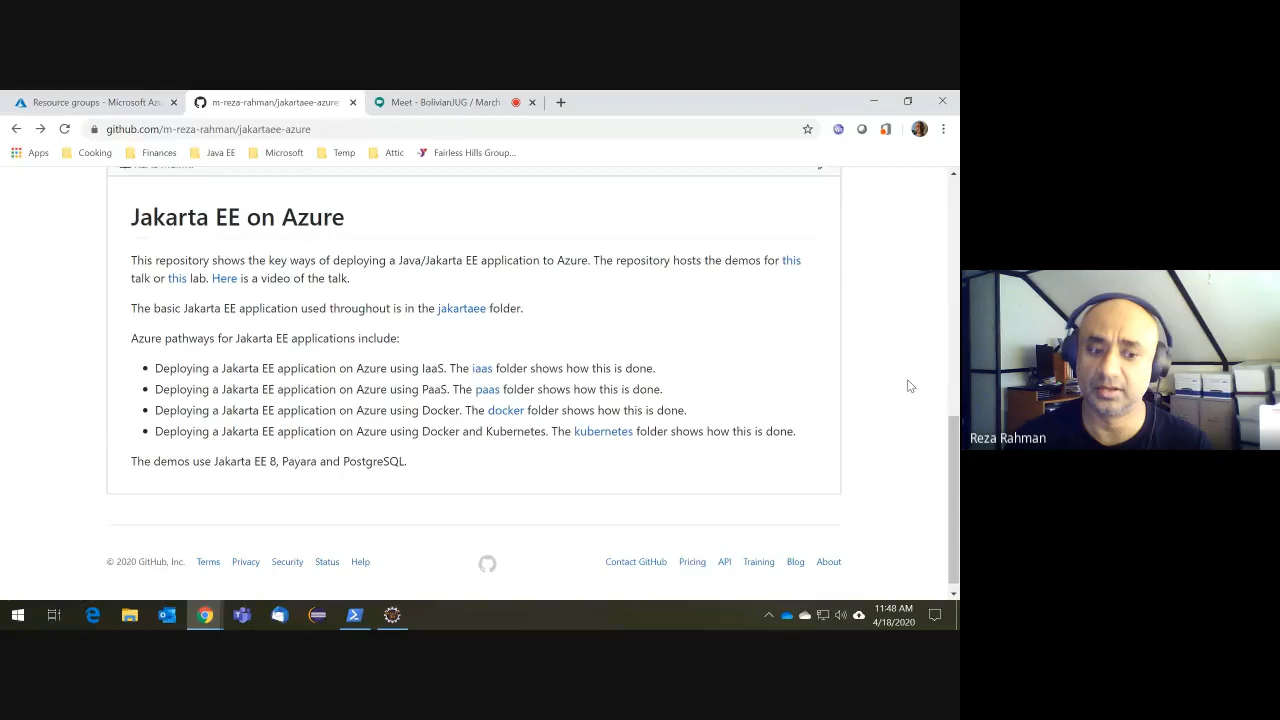 Resource groups - Microsoft Azu
m-reza-rahman/jakartaee-azure:
Meet - BolivianJUG / March
github.com/m-reza-rahman/jakartaee-azure
Apps
Cooking
Finances
Java EE
Microsoft
Temp
Attic
Fairless Hills Group...
Jakarta EE on Azure
This repository shows the key ways of deploying a Java/Jakarta EE application to Azure. The repository hosts the demos for this
talk or this lab. Here is a video of the talk.
The basic Jakarta EE application used throughout is in the jakartaee folder.
Azure pathways for Jakarta EE applications include:
• Deploying a Jakarta EE application on Azure using IaaS. The iaas folder shows how this is done.
• Deploying a Jakarta EE application on Azure using PaaS. The paas folder shows how this is done.
• Deploying a Jakarta EE application on Azure using Docker. The docker folder shows how this is done.
• Deploying a Jakarta EE application on Azure using Docker and Kubernetes. The kubernetes folder shows how this is done.
The demos use Jakarta EE 8, Payara and PostgreSQL.
© 2020 GitHub, Inc.
Terms
Privacy
Security
Status
Help
Contact GitHub
Pricing
API
Training
Blog
About
11:48 AM
4/18/2020
Reza Rahman